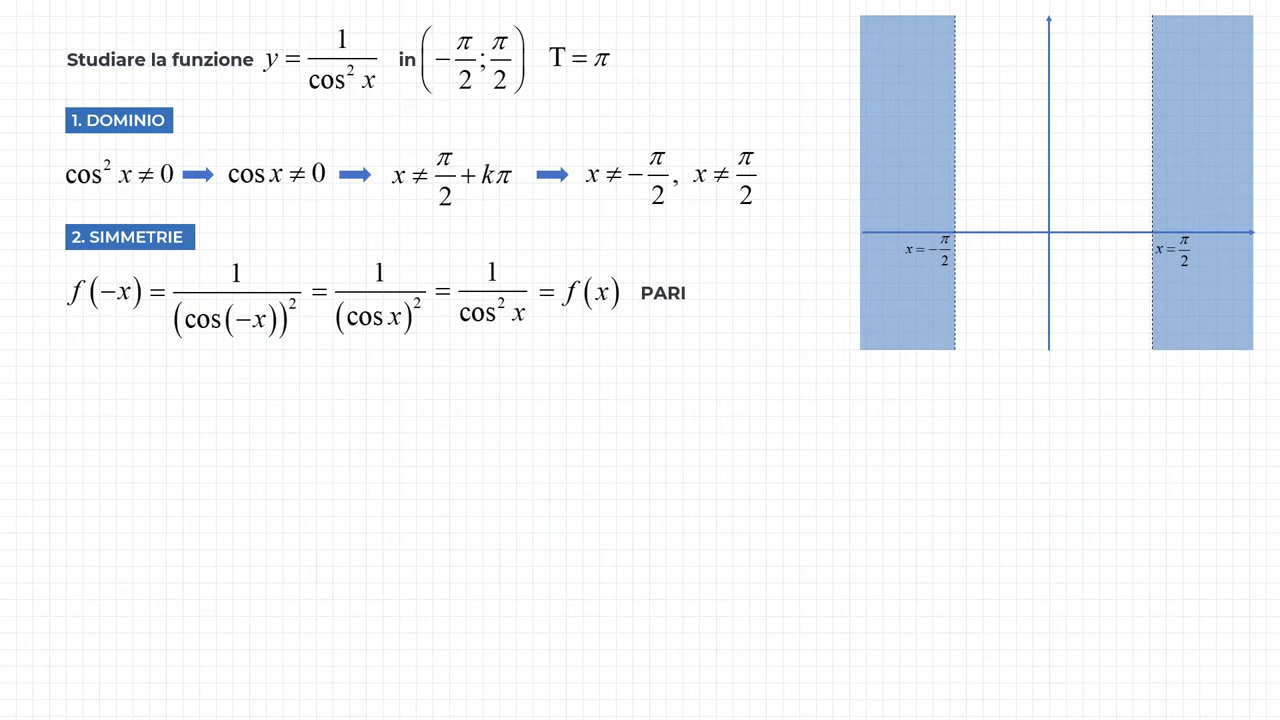 Studiare la funzione y = 1/cos² x in (−π/2; π/2) T = π
1. DOMINIO
cos² x ≠ 0 ➡ cos x ≠ 0 ➡ x ≠ π/2 + kπ ➡ x ≠ −π/2, x ≠ π/2
2. SIMMETRIE
f(−x) = 1/(cos(−x))² = 1/(cos x)² = 1/cos² x = f(x) PARI
x = −π/2
x = π/2